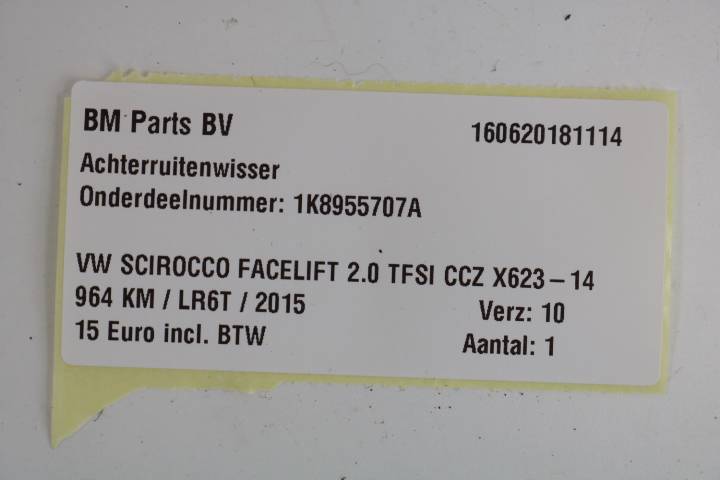 BM Parts BV 160620181114
Achterruitenwisser
Onderdeelnummer: 1K8955707A
VW SCIROCCO FACELIFT 2.0 TFSI CCZ X623-14
964 KM / LR6T / 2015 Verz: 10
15 Euro incl. BTW Aantal: 1